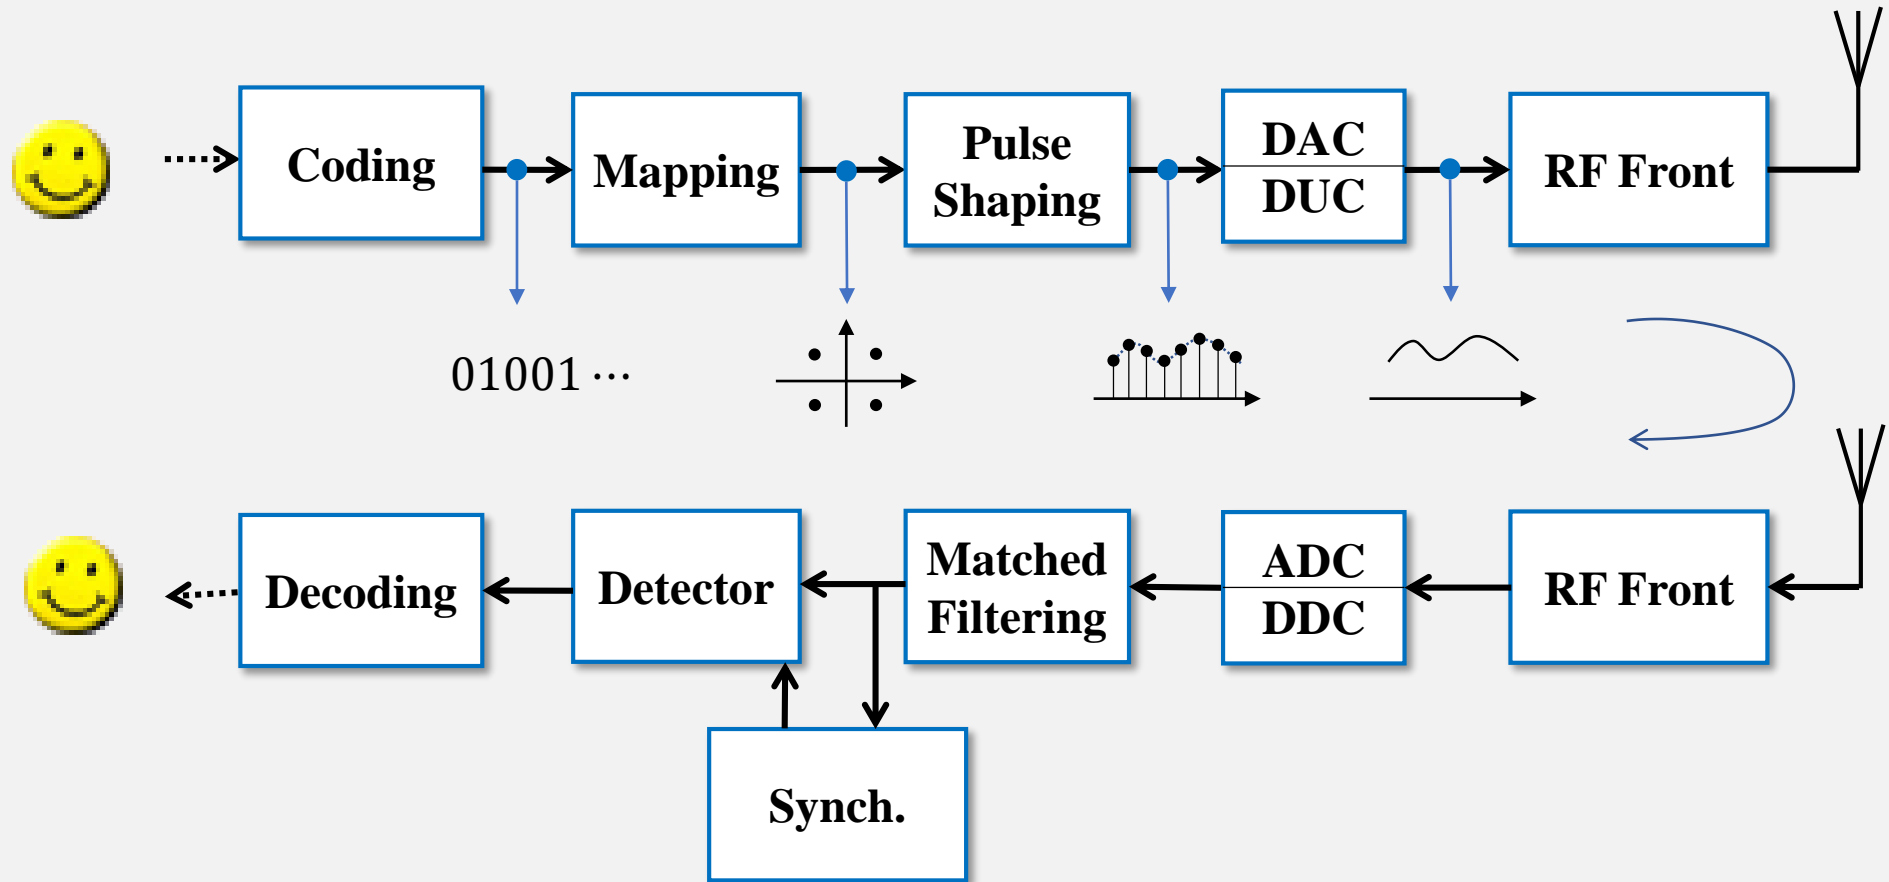 Coding
Mapping
Pulse
Shaping
DAC
DUC
RF Front
01001 ⋯
Decoding
Detector
Matched
Filtering
ADC
DDC
RF Front
Synch.